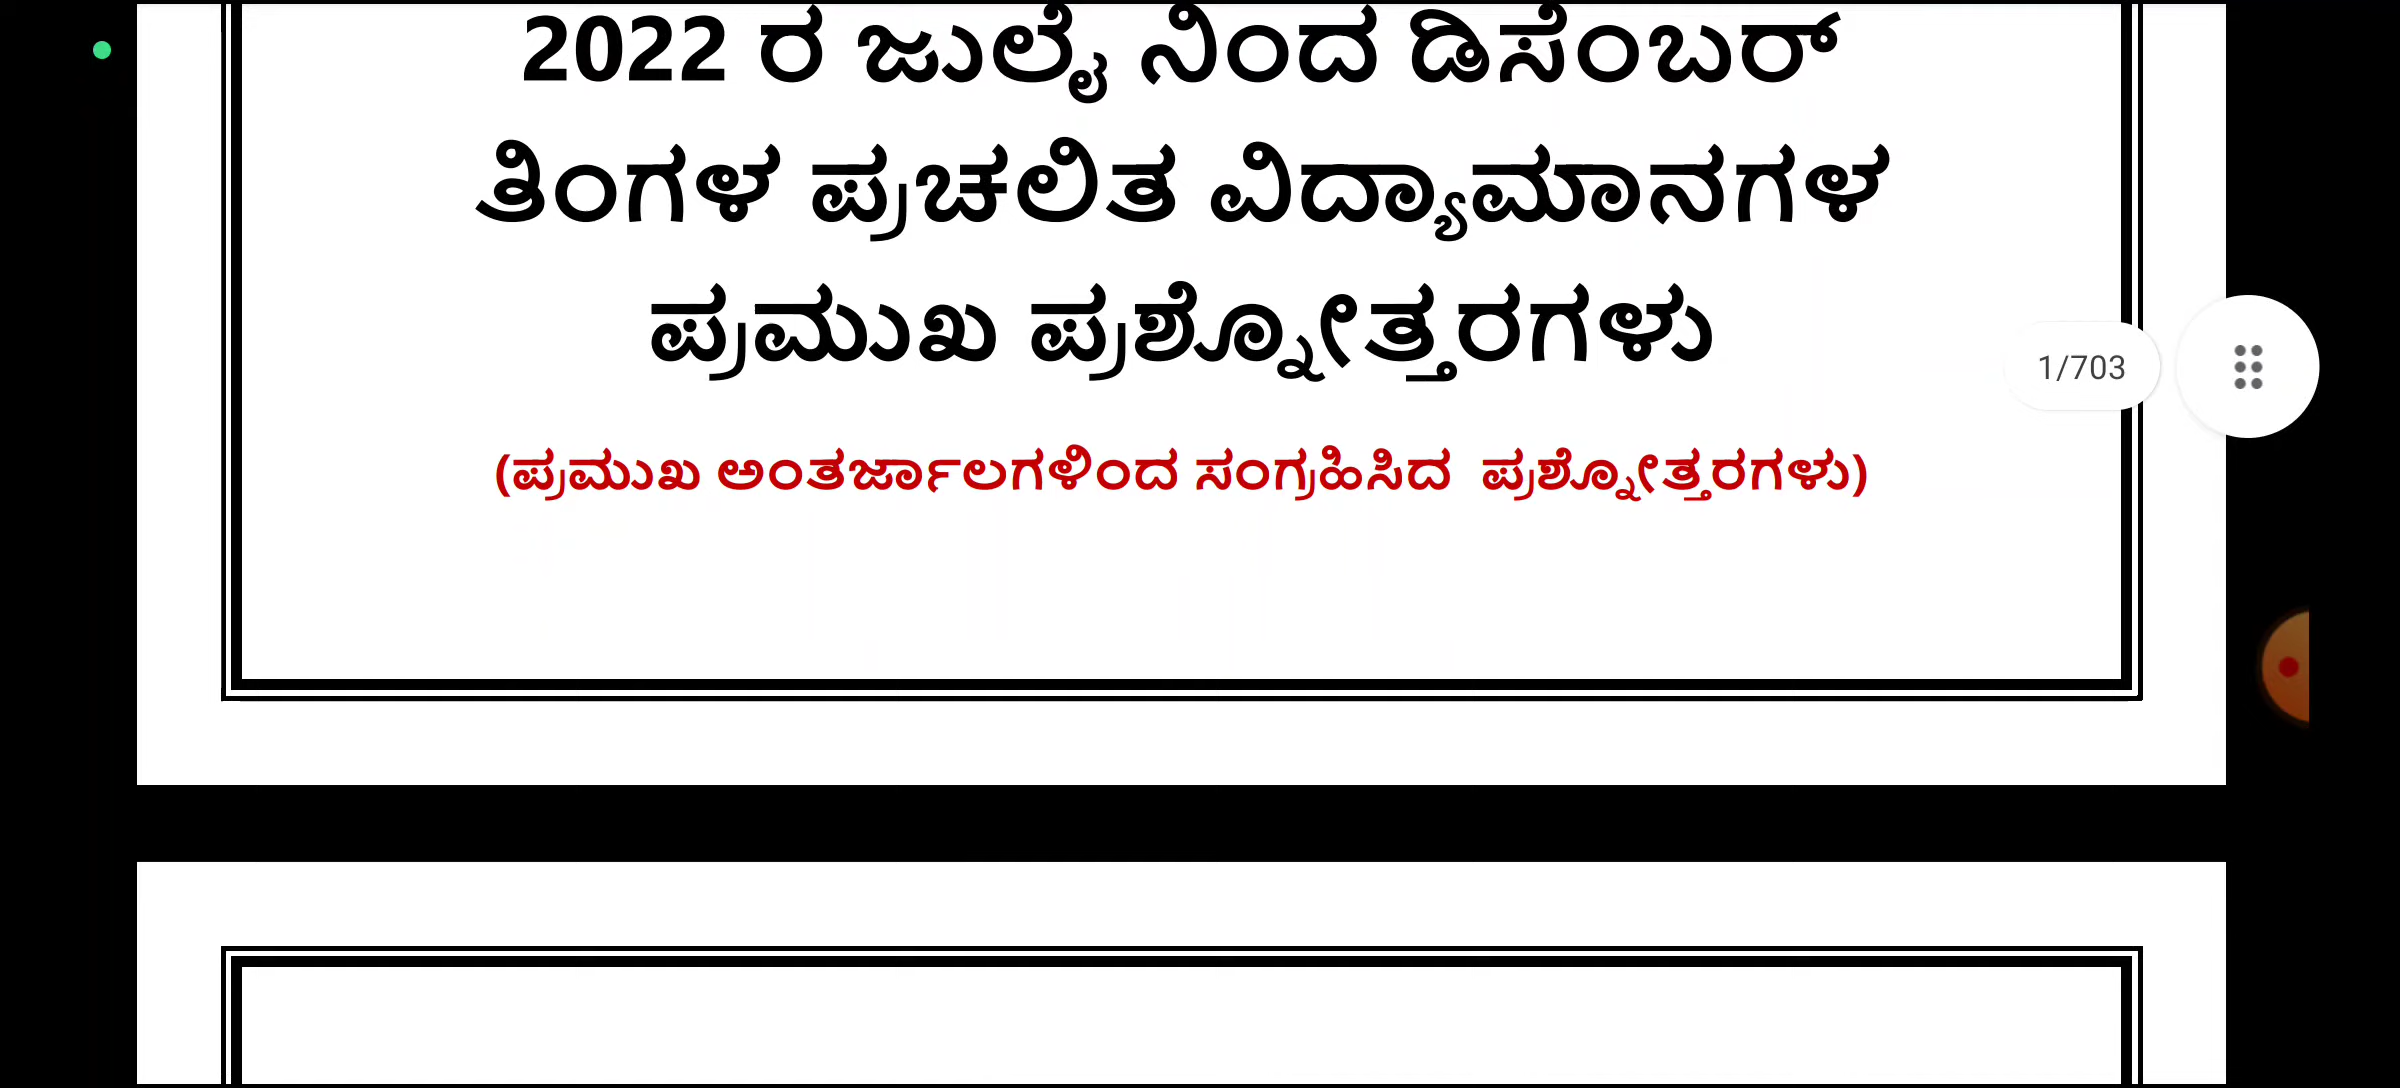 2022 ರ ಜುಲೈ ನಿಂದ ಡಿಸೆಂಬರ್
ತಿಂಗಳ ಪ್ರಚಲಿತ ವಿದ್ಯಾಮಾನಗಳ
ಪ್ರಮುಖ ಪ್ರಶ್ನೋತ್ತರಗಳು
1/703
(ಪ್ರಮುಖ ಅಂತರ್ಜಾಲಗಳಿಂದ ಸಂಗ್ರಹಿಸಿದ ಪ್ರಶ್ನೋತ್ತರಗಳು)